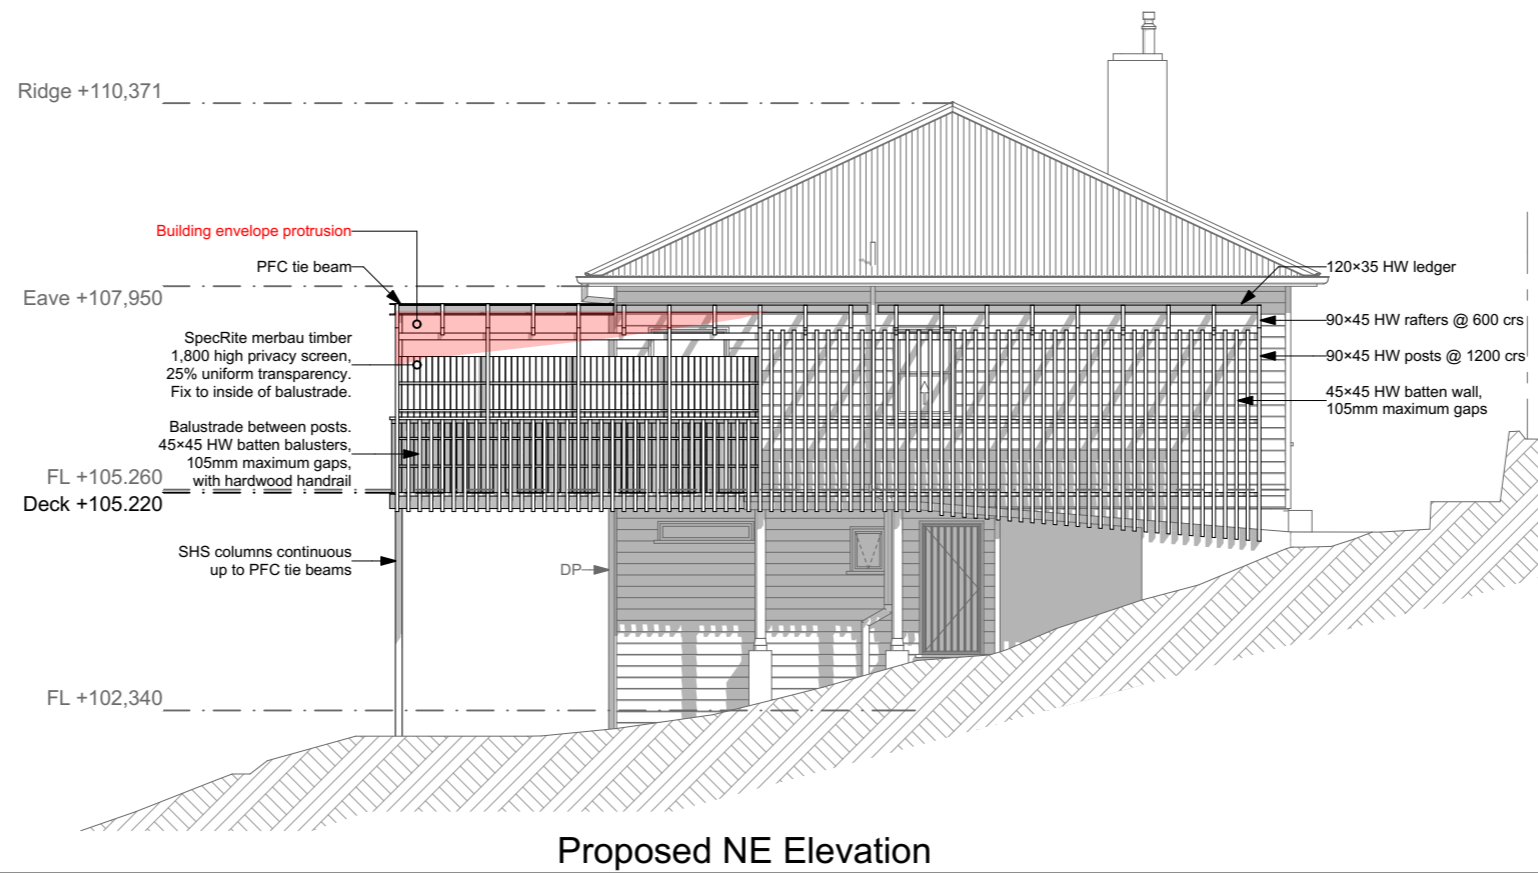 Ridge +110,371
Building envelope protrusion
PFC tie beam
Eave +107,950
SpecRite merbau timber
1,800 high privacy screen,
25% uniform transparency.
Fix to inside of balustrade.
Balustrade between posts.
45×45 HW batten balusters,
105mm maximum gaps,
with hardwood handrail
FL +105.260
Deck +105.220
SHS columns continuous
up to PFC tie beams
DP
FL +102,340
120×35 HW ledger
90×45 HW rafters @ 600 crs
90×45 HW posts @ 1200 crs
45×45 HW batten wall,
105mm maximum gaps
Proposed NE Elevation